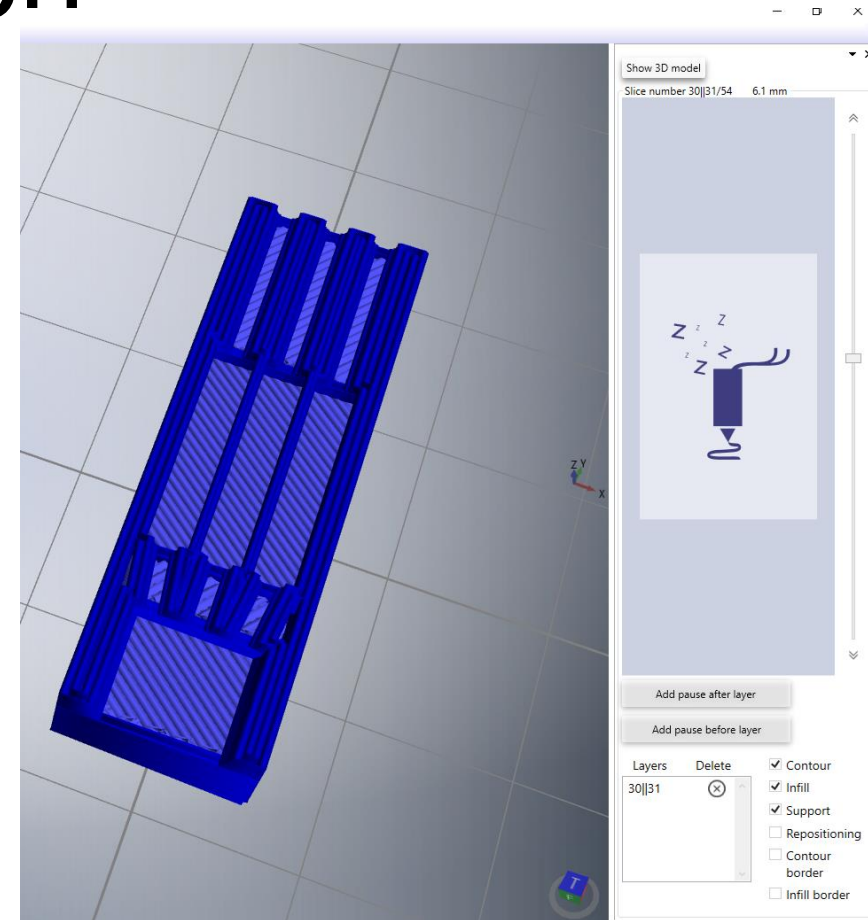 Show 3D model
Slice number 30||31/54 6.1 mm
z z Z
z z
z Z
Z Y
X
Add pause after layer
Add pause before layer
Layers Delete
30||31
Contour
Infill
Support
Repositioning
Contour
border
Infill border
T